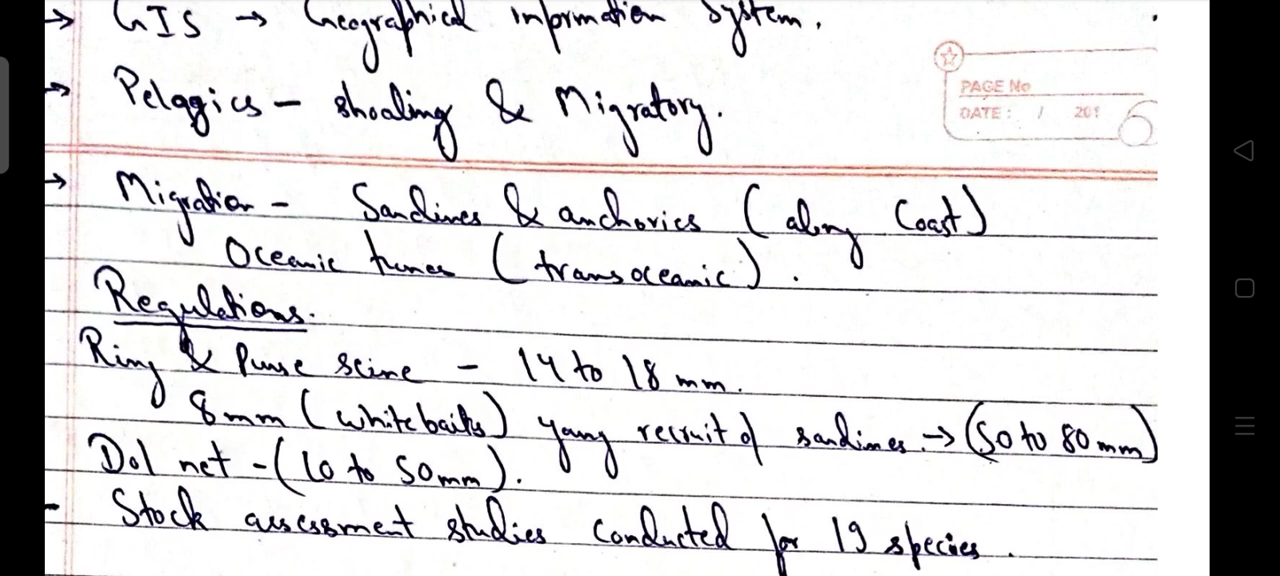 → GIS → Geographical information System.
→ Pelagics - shoaling & Migratory.
PAGE No
DATE: / 201 6
→ Migration - Sardines & anchovies (along Coast)
Oceanic tunas (transoceanic).
Regulations.
Ring & Purse seine - 14 to 18 mm.
8mm (whitebaits) young recruit of sardines. → (50 to 80 mm)
Dol net - (10 to 50mm).
- Stock assessment studies conducted for 19 species.